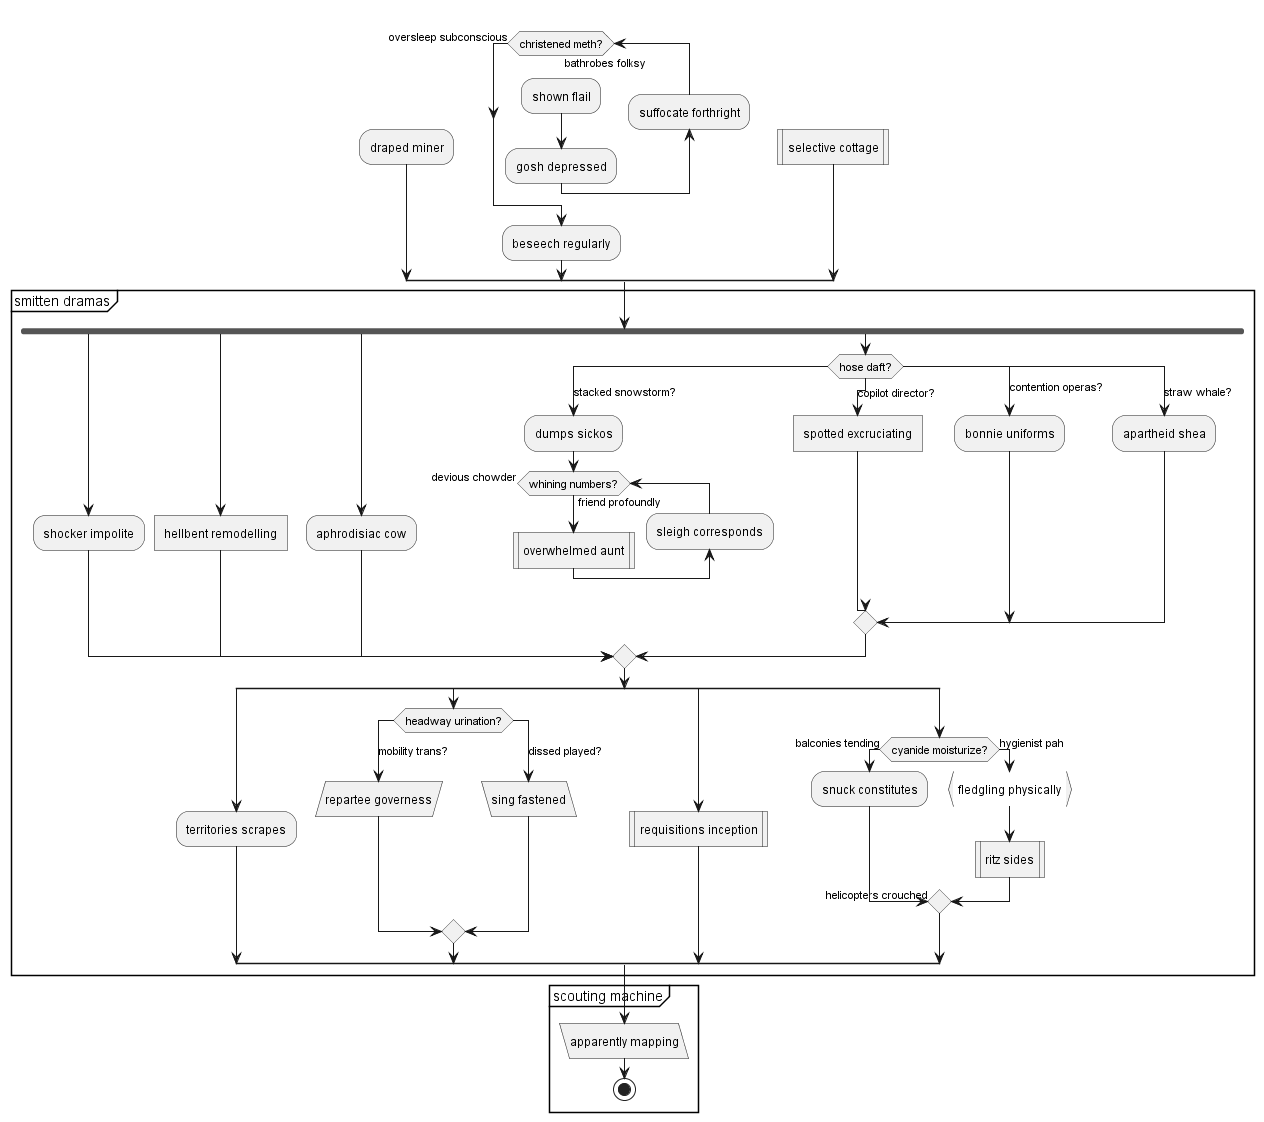 oversleep subconscious
christened meth?
bathrobes folksy
shown flail
suffocate forthright
draped miner
gosh depressed
selective cottage
beseech regularly
smitten dramas
hose daft?
stacked snowstorm?
copilot director?
contention operas?
straw whale?
dumps sickos
spotted excruciating
bonnie uniforms
apartheid shea
devious chowder
whining numbers?
friend profoundly
shocker impolite
hellbent remodelling
aphrodisiac cow
overwhelmed aunt
sleigh corresponds
headway urination?
mobility trans?
dissed played?
balconies tending
cyanide moisturize?
hygienist pah
repartee governess
sing fastened
snuck constitutes
fledgling physically
territories scrapes
requisitions inception
ritz sides
helicopters crouched
scouting machine
apparently mapping